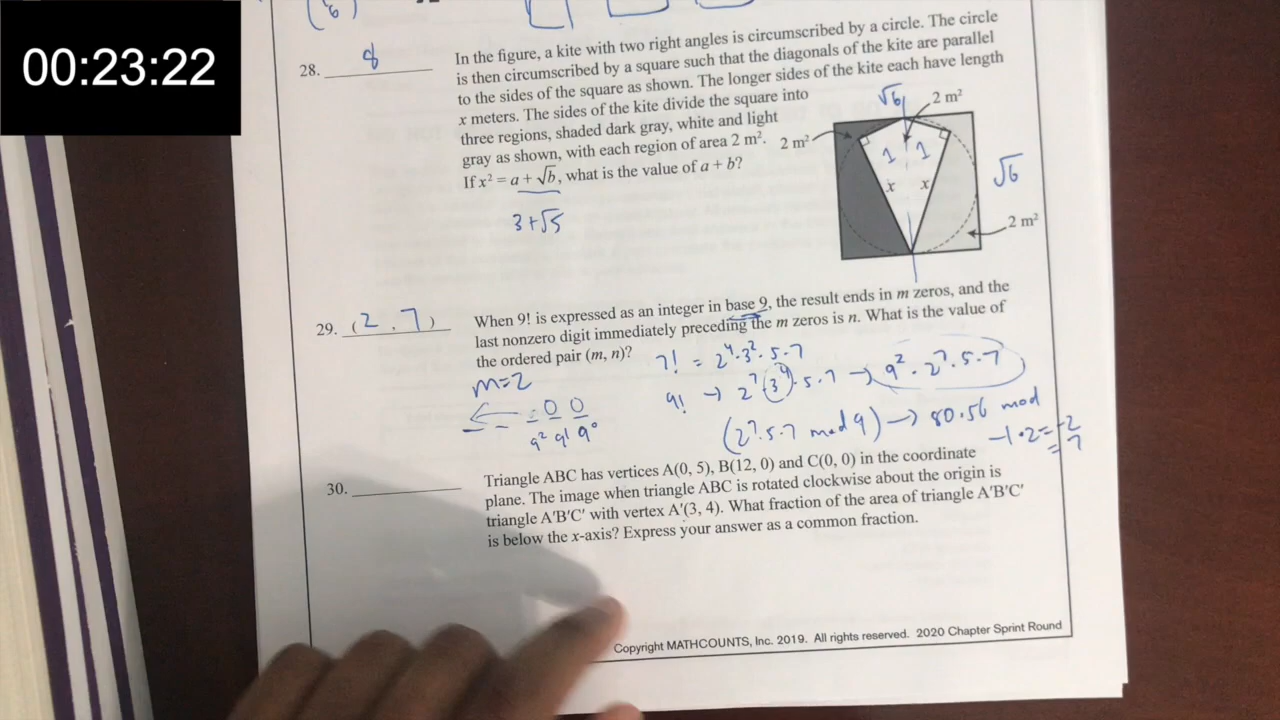 00:23:22
6
28. 8
In the figure, a kite with two right angles is circumscribed by a circle. The circle
is then circumscribed by a square such that the diagonals of the kite are parallel
to the sides of the square as shown. The longer sides of the kite each have length
x meters. The sides of the kite divide the square into
three regions, shaded dark gray, white and light
gray as shown, with each region of area 2 m².
If x² = a + √b, what is the value of a + b?
3+√5
√6
2 m²
2 m²
1 1
x x
√6
2 m²
29. (2, 7)
When 9! is expressed as an integer in base 9, the result ends in m zeros, and the
last nonzero digit immediately preceding the m zeros is n. What is the value of
the ordered pair (m, n)?
m=2
0 0
9² 9¹ 9⁰
7! = 2⁴·3²·5·7
9! → 2⁷·3⁴·5·7 → 9²·2⁷·5·7
(2⁷·5·7 mod 9) → 80·56 mod
-1·2=-2
=7
30.
Triangle ABC has vertices A(0, 5), B(12, 0) and C(0, 0) in the coordinate
plane. The image when triangle ABC is rotated clockwise about the origin is
triangle A′B′C′ with vertex A′(3, 4). What fraction of the area of triangle A′B′C′
is below the x-axis? Express your answer as a common fraction.
Copyright MATHCOUNTS, Inc. 2019. All rights reserved. 2020 Chapter Sprint Round